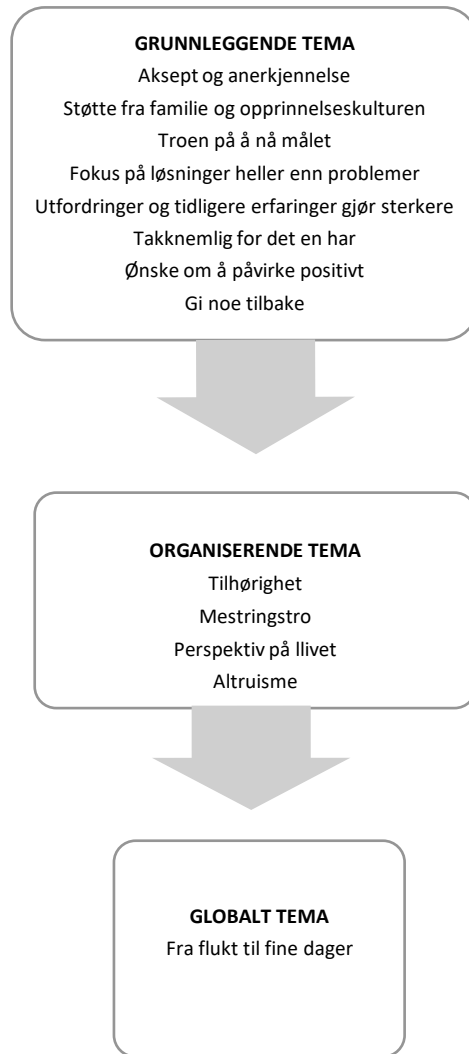 GRUNNLEGGENDE TEMA
Aksept og anerkjennelse
Støtte fra familie og opprinnelseskulturen
Troen på å nå målet
Fokus på løsninger heller enn problemer
Utfordringer og tidligere erfaringer gjør sterkere
Takknemlig for det en har
Ønske om å påvirke positivt
Gi noe tilbake
ORGANISERENDE TEMA
Tilhørighet
Mestringstro
Perspektiv på llivet
Altruisme
GLOBALT TEMA
Fra flukt til fine dager